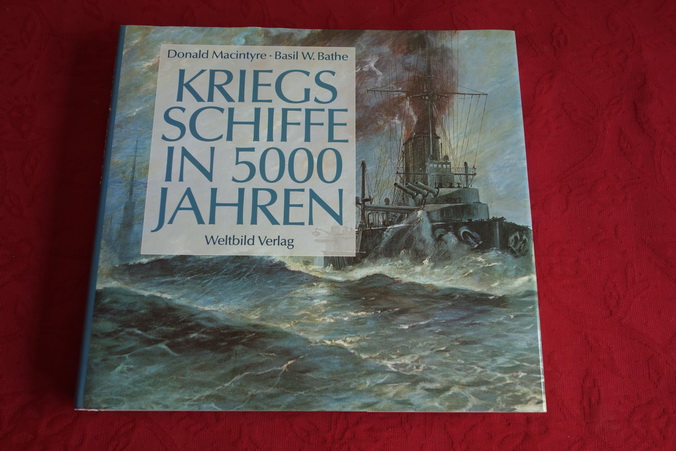 Donald Macintyre · Basil W. Bathe
KRIEGS
SCHIFFE
IN 5000
JAHREN
Weltbild Verlag